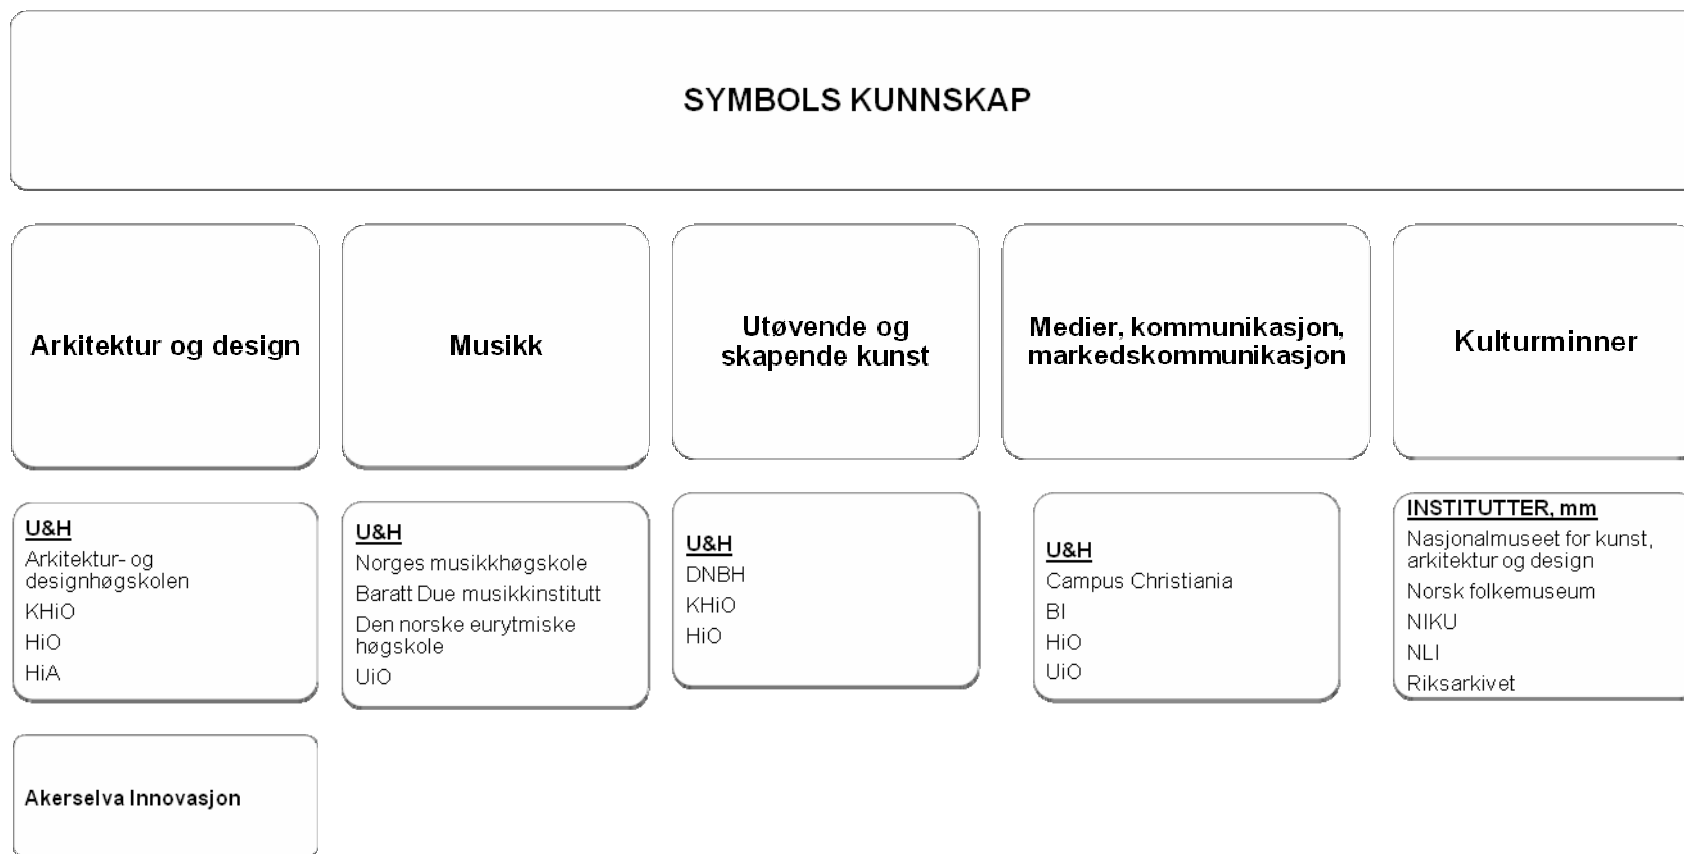 SYMBOLS KUNNSKAP
Arkitektur og design
Musikk
Utøvende og
skapende kunst
Medier, kommunikasjon,
markedskommunikasjon
Kulturminner
U&H
Arkitektur- og
designhøgskolen
KHiO
HiO
HiA
U&H
Norges musikkhøgskole
Baratt Due musikkinstitutt
Den norske eurytmiske
høgskole
UiO
U&H
DNBH
KHiO
HiO
U&H
Campus Christiania
BI
HiO
UiO
INSTITUTTER, mm
Nasjonalmuseet for kunst,
arkitektur og design
Norsk folkemuseum
NIKU
NLI
Riksarkivet
Akerselva Innovasjon